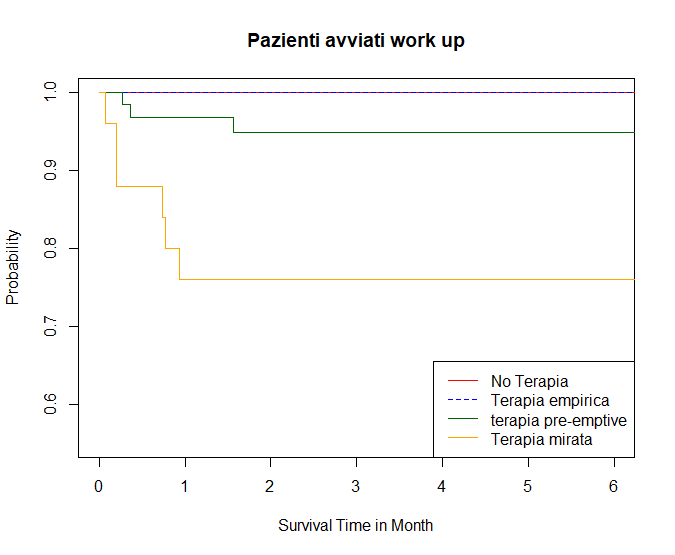 Pazienti avviati work up
Probability
1.0
0.9
0.8
0.7
0.6
No Terapia
Terapia empirica
terapia pre-emptive
Terapia mirata
0 1 2 3 4 5 6
Survival Time in Month